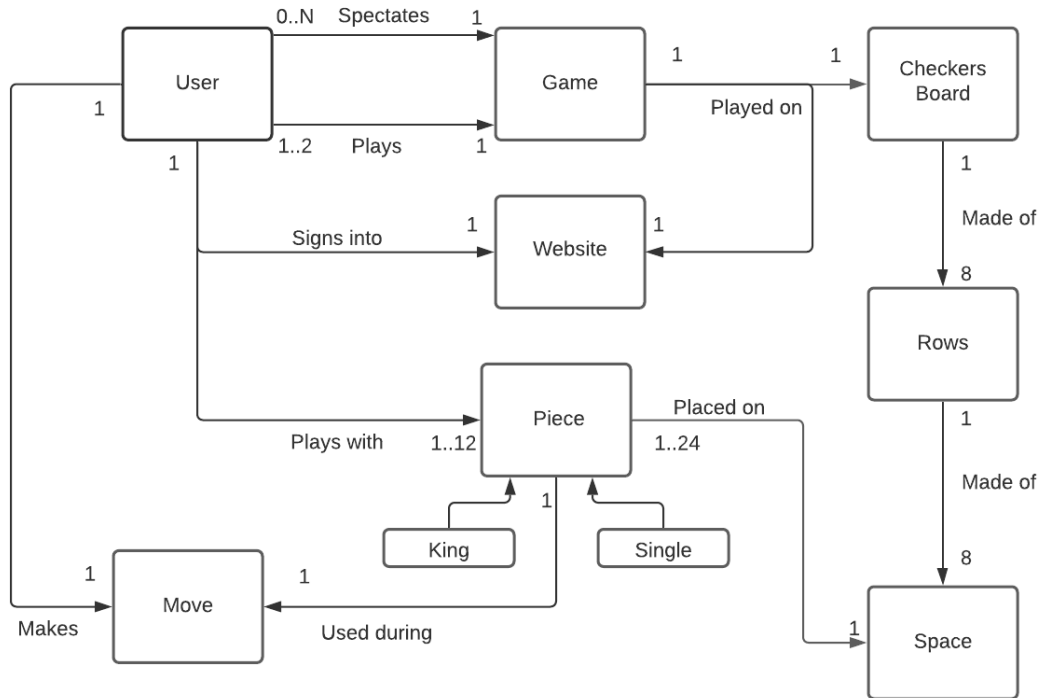 0..N
Spectates
1
User
Game
1
1
Checkers
Board
1
Played on
1..2
Plays
1
1
1
Made of
Signs into
1
1
Website
8
Rows
Piece
Placed on
1
Plays with
1..12
1..24
Made of
1
King
Single
8
1
1
Move
Makes
Used during
1
Space